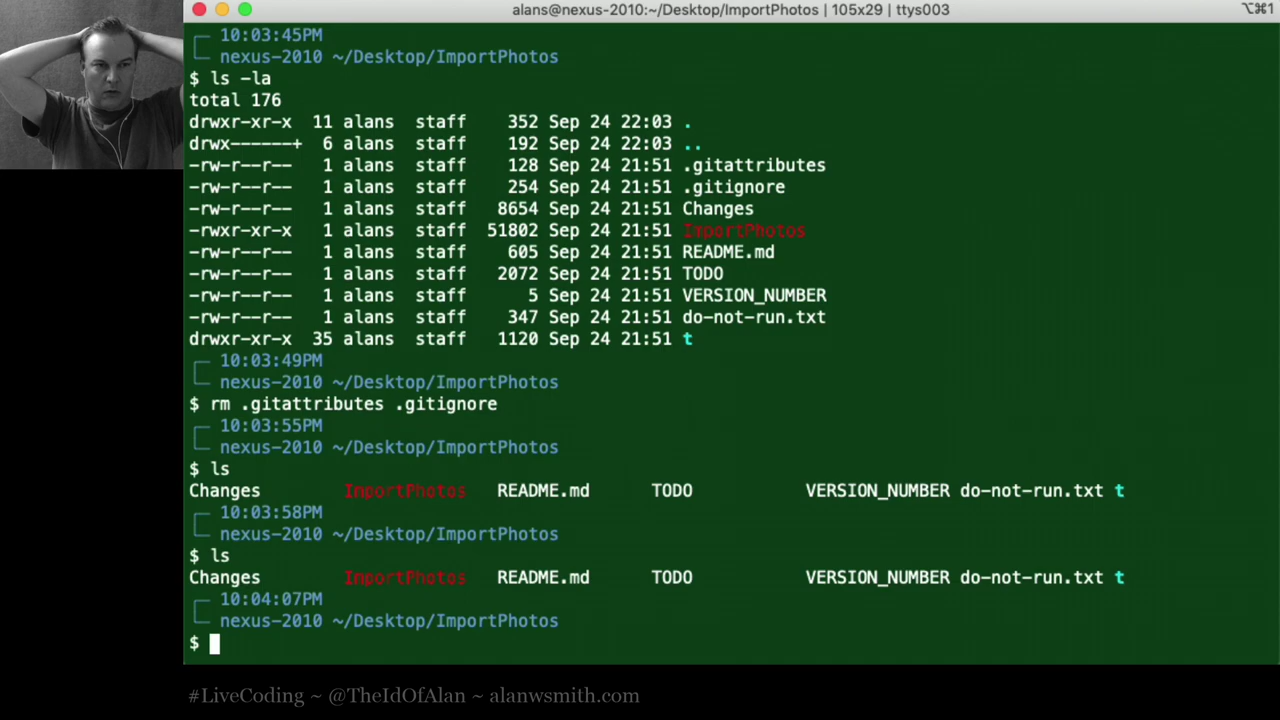 alans@nexus-2010:~/Desktop/ImportPhotos | 105x29 | ttys003 ⌥⌘1
10:03:45PM
nexus-2010 ~/Desktop/ImportPhotos
$ ls -la
total 176
drwxr-xr-x 11 alans staff 352 Sep 24 22:03 .
drwx------+ 6 alans staff 192 Sep 24 22:03 ..
-rw-r--r-- 1 alans staff 128 Sep 24 21:51 .gitattributes
-rw-r--r-- 1 alans staff 254 Sep 24 21:51 .gitignore
-rw-r--r-- 1 alans staff 8654 Sep 24 21:51 Changes
-rwxr-xr-x 1 alans staff 51802 Sep 24 21:51 ImportPhotos
-rw-r--r-- 1 alans staff 605 Sep 24 21:51 README.md
-rw-r--r-- 1 alans staff 2072 Sep 24 21:51 TODO
-rw-r--r-- 1 alans staff 5 Sep 24 21:51 VERSION_NUMBER
-rw-r--r-- 1 alans staff 347 Sep 24 21:51 do-not-run.txt
drwxr-xr-x 35 alans staff 1120 Sep 24 21:51 t
10:03:49PM
nexus-2010 ~/Desktop/ImportPhotos
$ rm .gitattributes .gitignore
10:03:55PM
nexus-2010 ~/Desktop/ImportPhotos
$ ls
Changes ImportPhotos README.md TODO VERSION_NUMBER do-not-run.txt t
10:03:58PM
nexus-2010 ~/Desktop/ImportPhotos
$ ls
Changes ImportPhotos README.md TODO VERSION_NUMBER do-not-run.txt t
10:04:07PM
nexus-2010 ~/Desktop/ImportPhotos
$
#LiveCoding ~ @TheIdOfAlan ~ alanwsmith.com